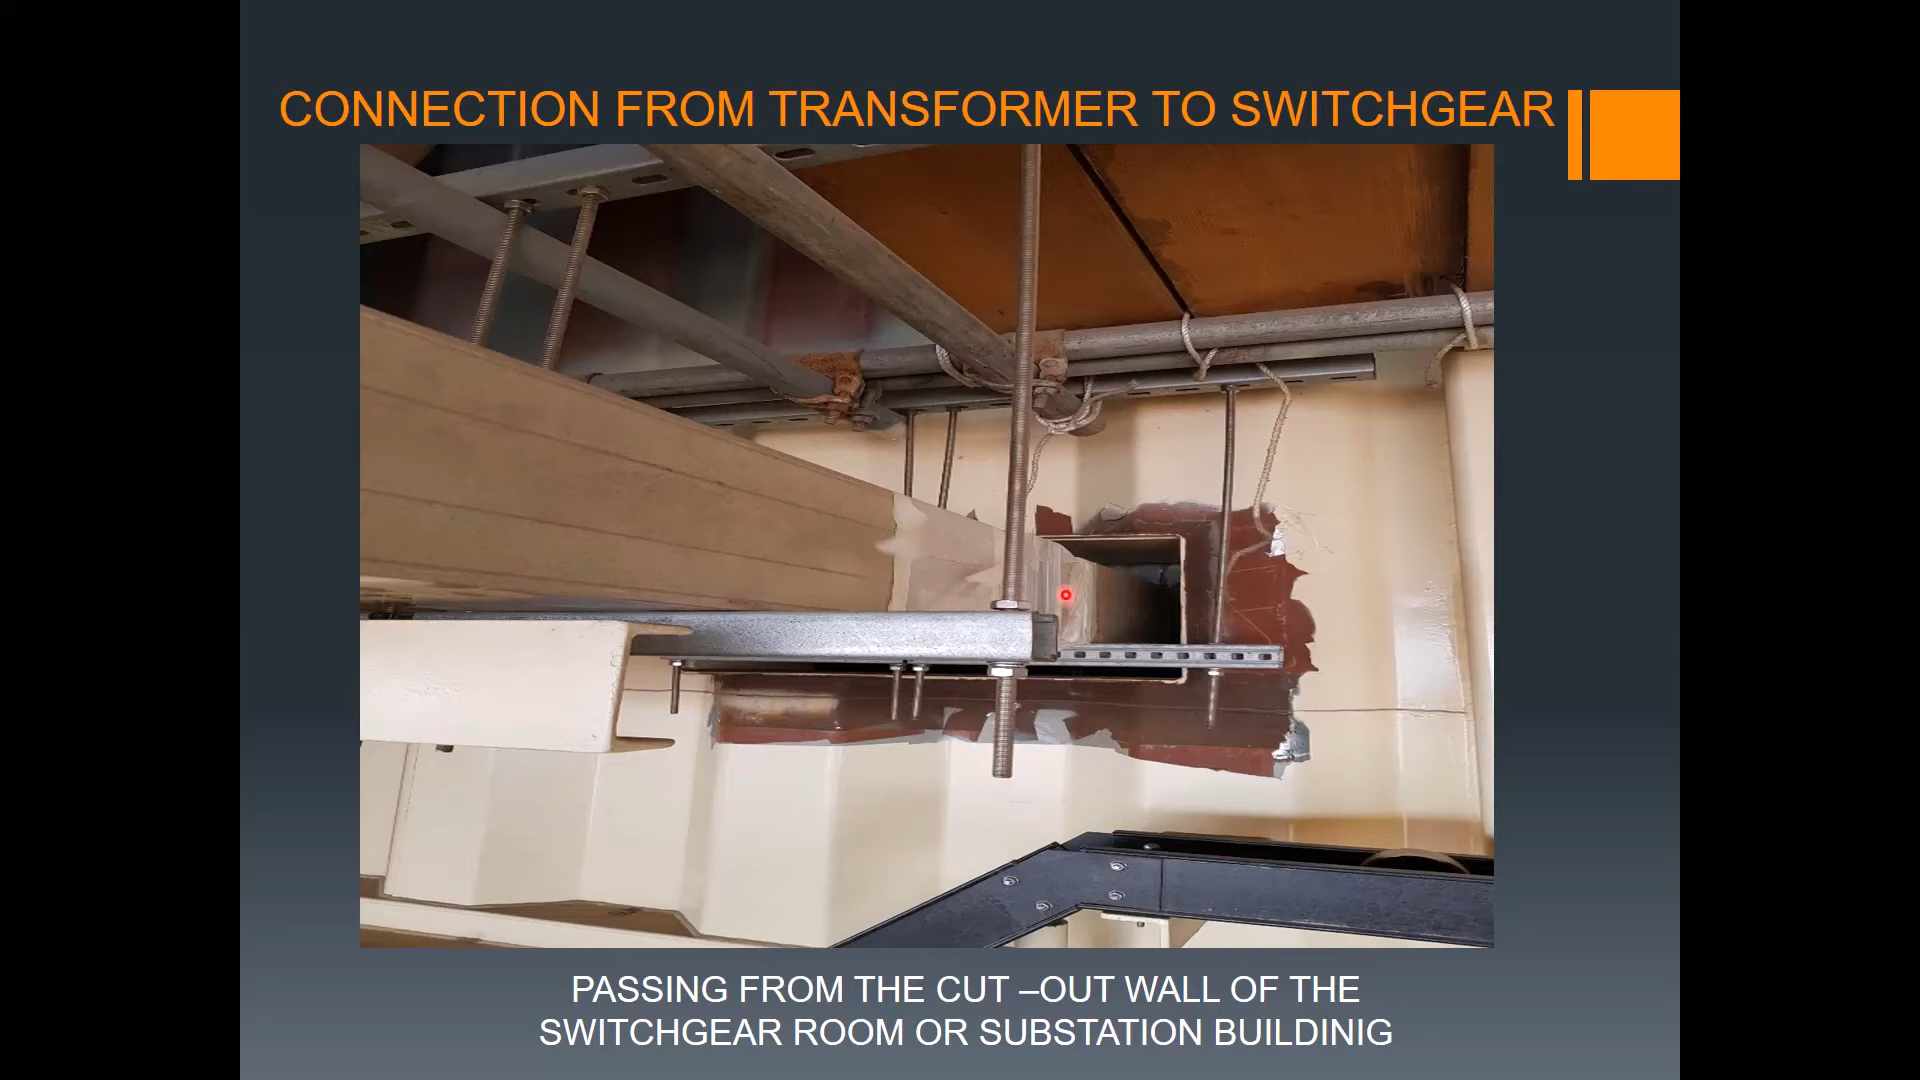 CONNECTION FROM TRANSFORMER TO SWITCHGEAR
PASSING FROM THE CUT –OUT WALL OF THE
SWITCHGEAR ROOM OR SUBSTATION BUILDINIG